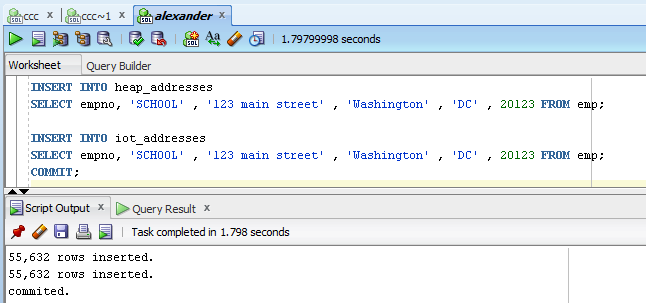 ccc x ccc~1 x alexander x
1.79799998 seconds
Worksheet Query Builder
INSERT INTO heap_addresses
SELECT empno, 'SCHOOL' , '123 main street' , 'Washington' , 'DC' , 20123 FROM emp;
INSERT INTO iot_addresses
SELECT empno, 'SCHOOL' , '123 main street' , 'Washington' , 'DC' , 20123 FROM emp;
COMMIT;
Script Output x Query Result x
Task completed in 1.798 seconds
55,632 rows inserted.
55,632 rows inserted.
commited.